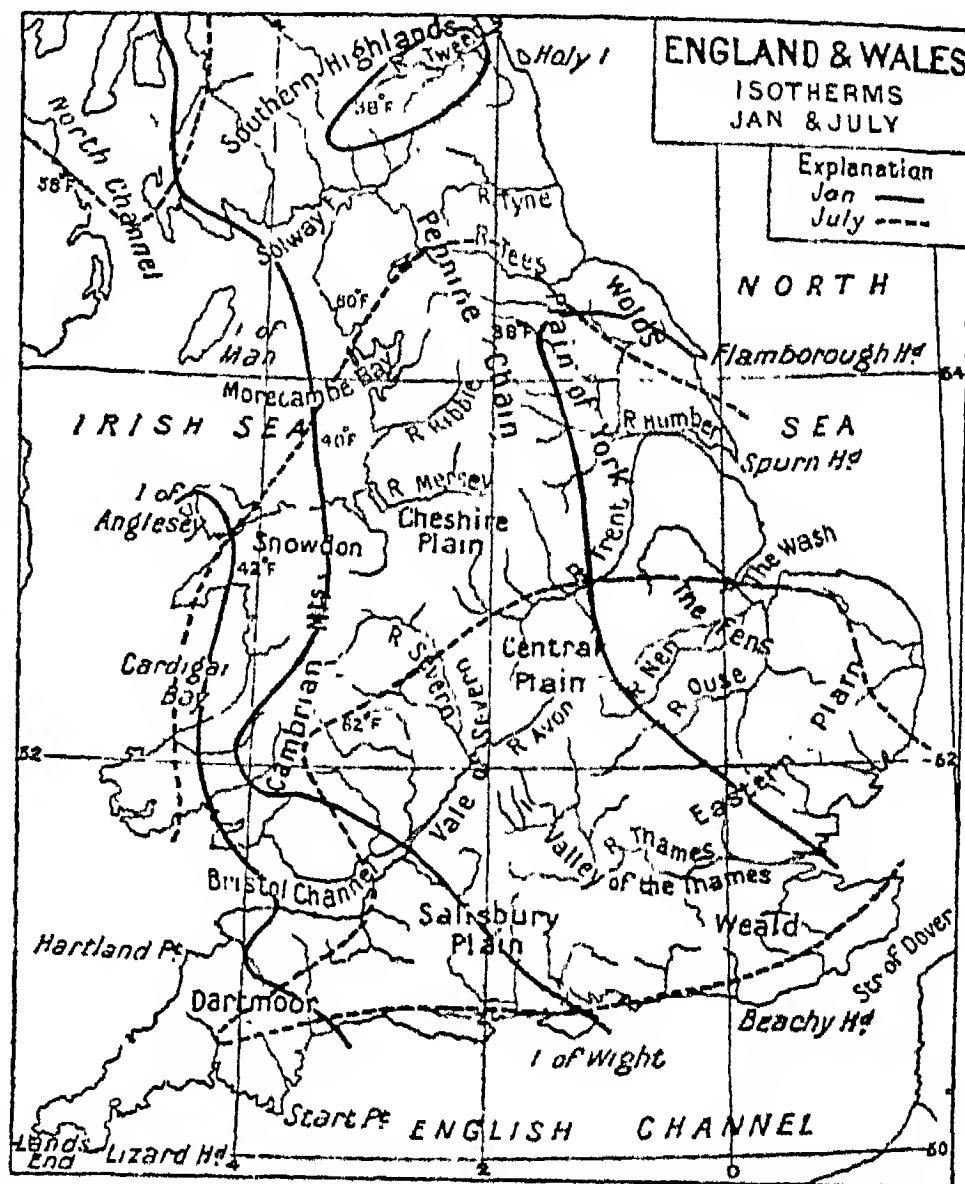 ENGLAND & WALES
ISOTHERMS
JAN & JULY
Explanation
Jan
July
Holy I
R Tweed
Southern Highlands
38°F
North Channel
58°F
Solway F
R Tyne
Pennine Chain
R Tees
60°F
38°F
Wolds
NORTH
SEA
Plain of York
I of
Man
Flamborough Hd
54
Morecambe Bay
R Ribble
IRISH SEA
40°F
R Humber
Spurn Hd
R Mersey
I of
Anglesey
Cheshire
Plain
R Trent
Snowdon
42°F
The Wash
The Fens
Cambrian Mts
R Severn
Central
Plain
R Nen
R Ouse
Cardigan
Bay
62°F
Vale of Severn
R Avon
Eastern Plain
52
52
R Thames
Valley of the Thames
Bristol Channel
Salisbury
Plain
Weald
Strs of Dover
Hartland Pt
Dartmoor
Beachy Hd
I of Wight
Start Pt
ENGLISH CHANNEL
Lands
End
Lizard Hd
4
2
0
50